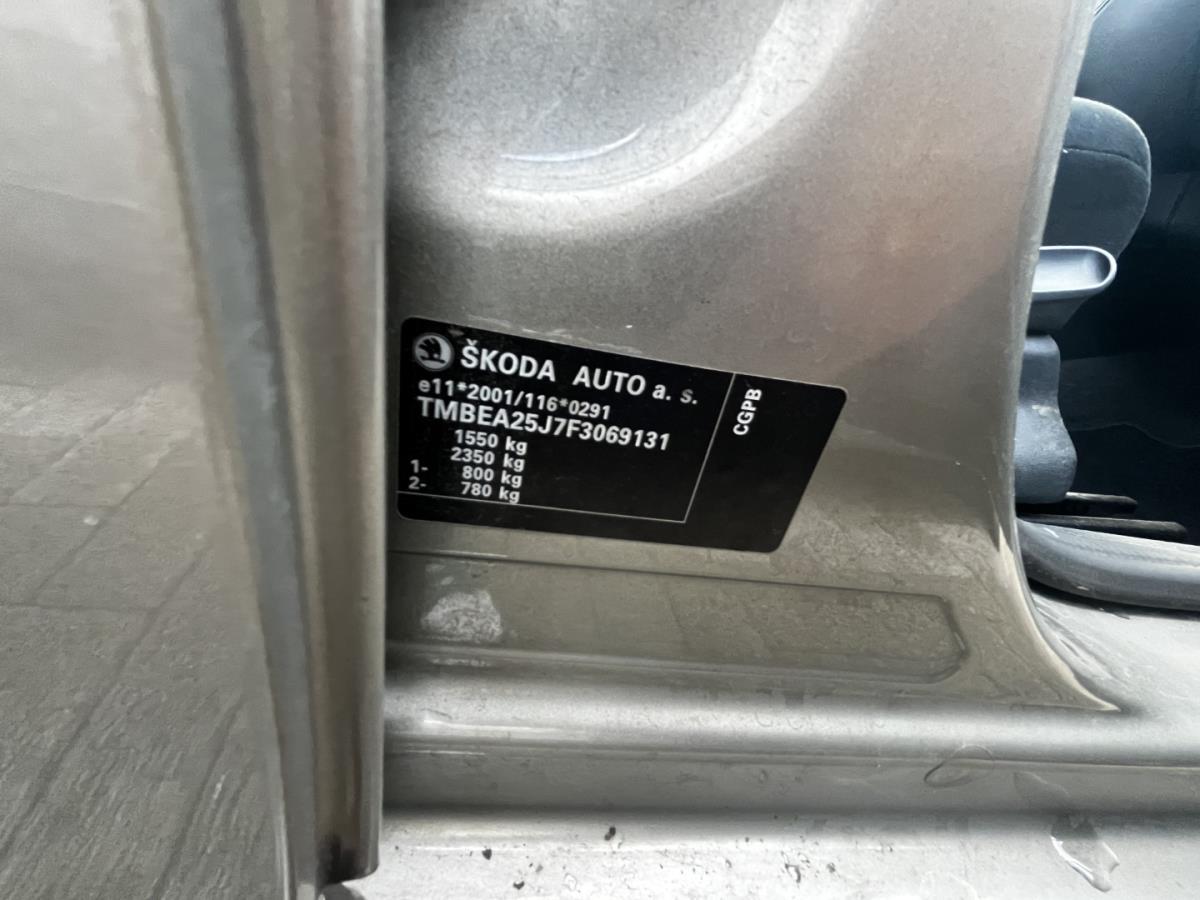 ŠKODA AUTO a. s.
e11*2001/116*0291
TMBEA25J7F3069131
1550 kg
2350 kg
1- 800 kg
2- 780 kg
CGPB